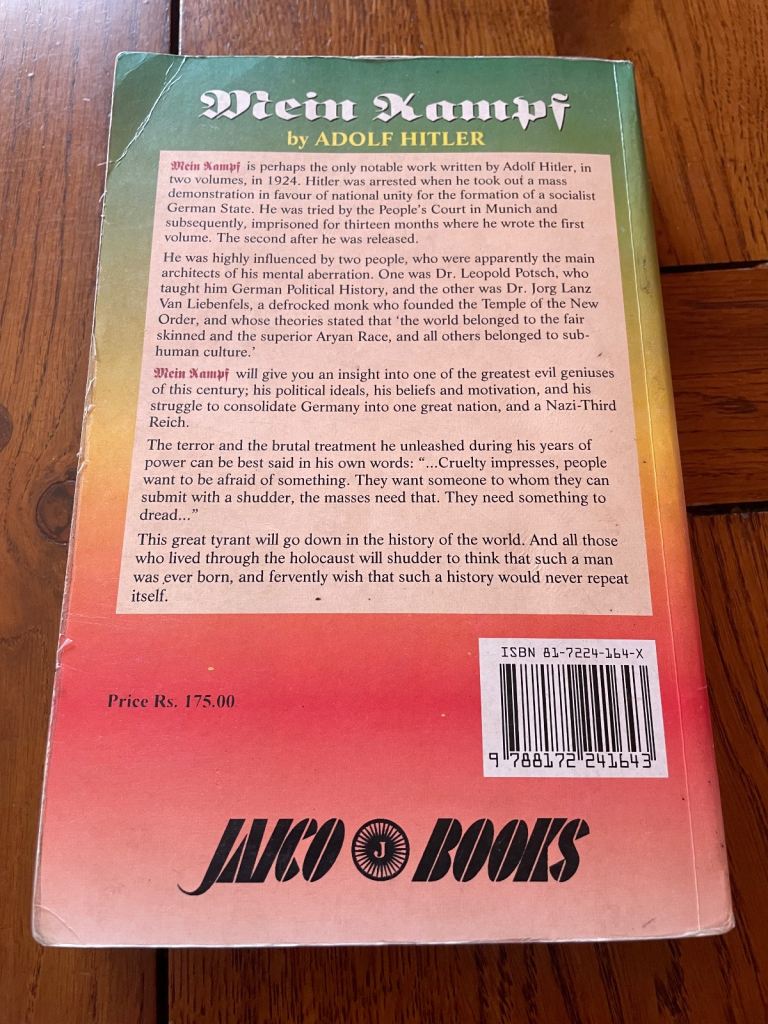 Mein Kampf
by ADOLF HITLER
Mein Kampf is perhaps the only notable work written by Adolf Hitler, in
two volumes, in 1924. Hitler was arrested when he took out a mass
demonstration in favour of national unity for the formation of a socialist
German State. He was tried by the People's Court in Munich and
subsequently, imprisoned for thirteen months where he wrote the first
volume. The second after he was released.
He was highly influenced by two people, who were apparently the main
architects of his mental aberration. One was Dr. Leopold Potsch, who
taught him German Political History, and the other was Dr. Jorg Lanz
Van Liebenfels, a defrocked monk who founded the Temple of the New
Order, and whose theories stated that 'the world belonged to the fair
skinned and the superior Aryan Race, and all others belonged to sub-
human culture.'
Mein Kampf will give you an insight into one of the greatest evil geniuses
of this century; his political ideals, his beliefs and motivation, and his
struggle to consolidate Germany into one great nation, and a Nazi-Third
Reich.
The terror and the brutal treatment he unleashed during his years of
power can be best said in his own words: "...Cruelty impresses, people
want to be afraid of something. They want someone to whom they can
submit with a shudder, the masses need that. They need something to
dread..."
This great tyrant will go down in the history of the world. And all those
who lived through the holocaust will shudder to think that such a man
was ever born, and fervently wish that such a history would never repeat
itself.
ISBN 81-7224-164-X
Price Rs. 175.00
9 788172 241643
JAICO J BOOKS